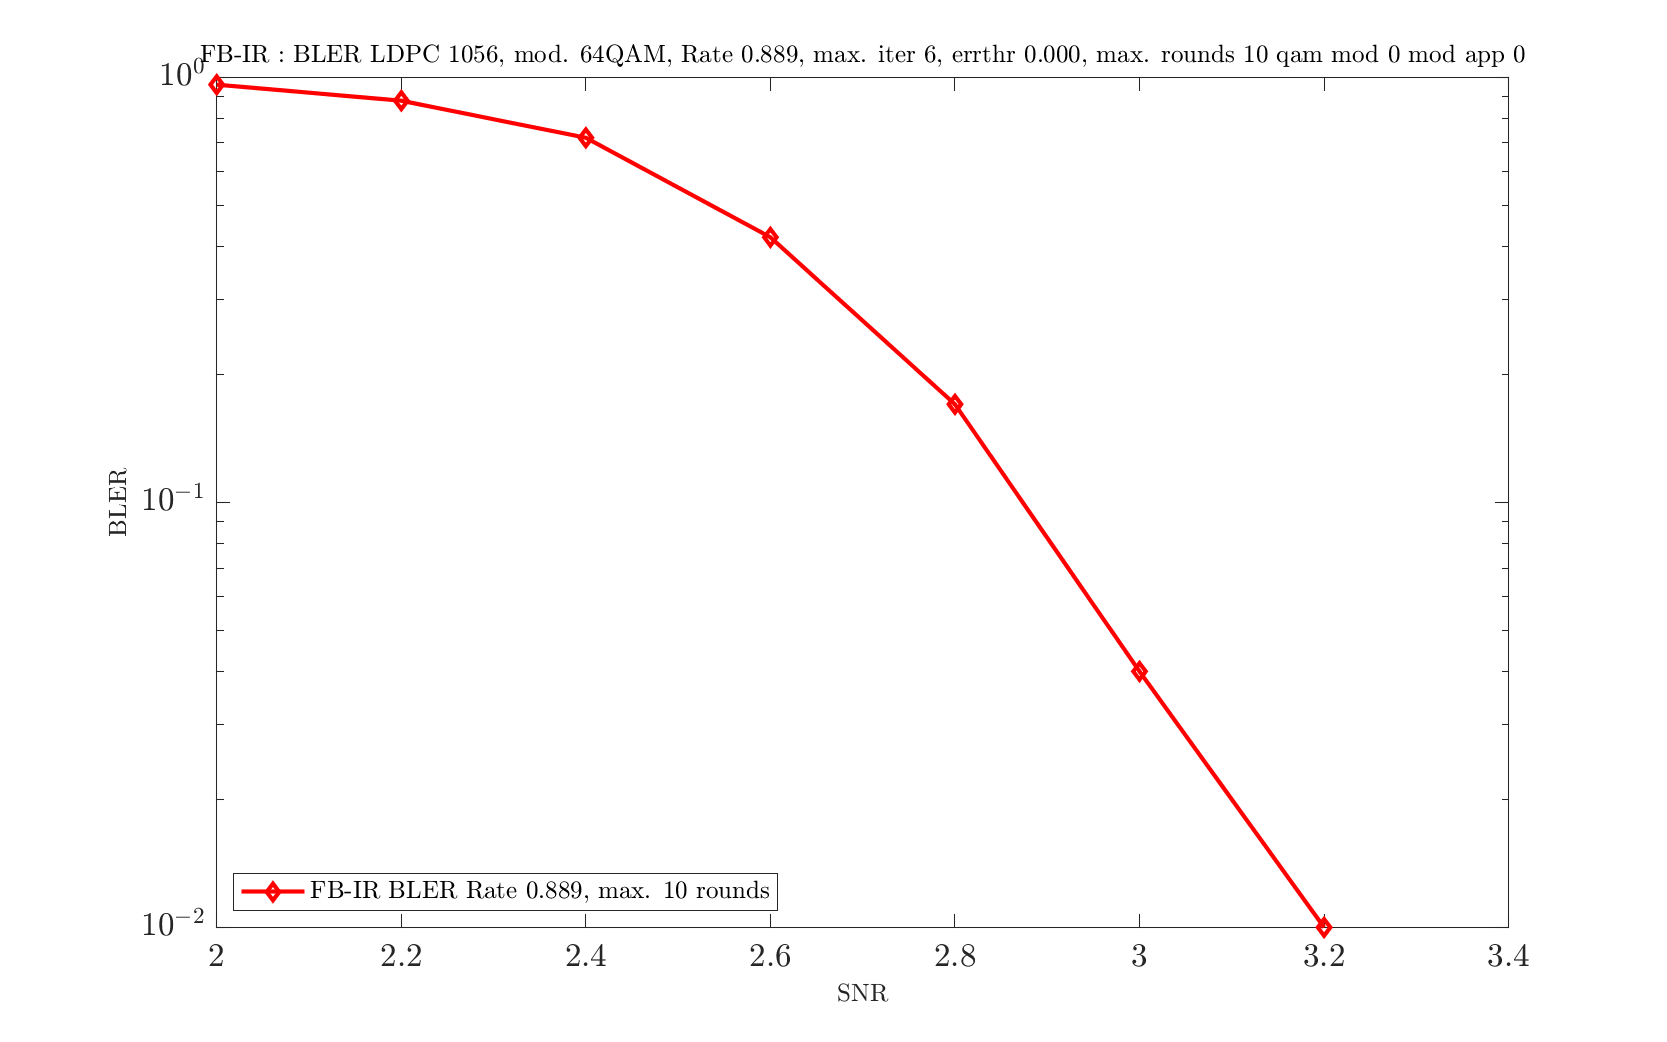 FB-IR : BLER LDPC 1056, mod. 64QAM, Rate 0.889, max. iter 6, errthr 0.000, max. rounds 10 qam mod 0 mod app 0
10⁰
10⁻¹
10⁻²
BLER
FB-IR BLER Rate 0.889, max. 10 rounds
2 2.2 2.4 2.6 2.8 3 3.2 3.4
SNR